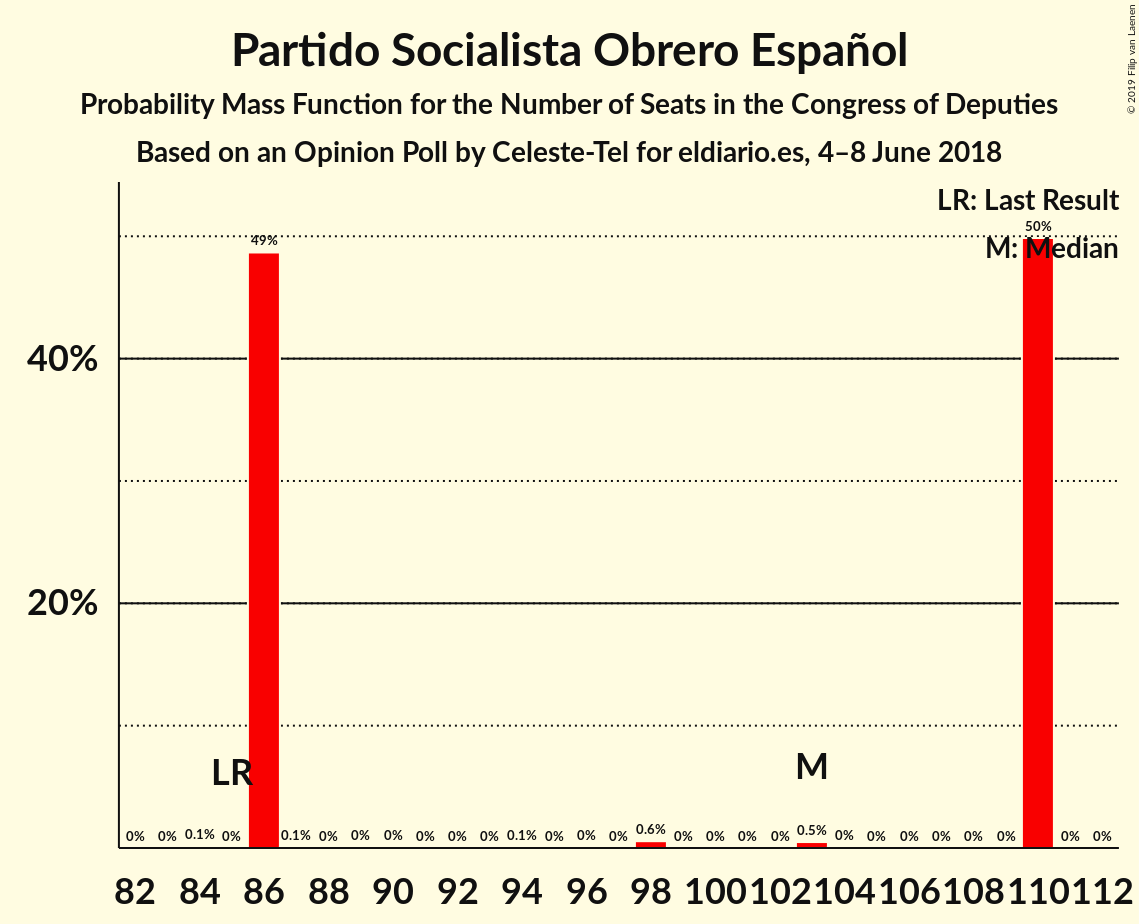 Partido Socialista Obrero Español
Probability Mass Function for the Number of Seats in the Congress of Deputies
Based on an Opinion Poll by Celeste-Tel for eldiario.es, 4–8 June 2018
© 2019 Filip van Laenen
LR: Last Result
M: Median
49% 50%
40%
20%
LR M
0% 0% 0.1% 0% 0.1% 0% 0% 0% 0% 0% 0% 0.1% 0% 0% 0% 0.6% 0% 0% 0% 0% 0.5% 0% 0% 0% 0% 0% 0% 0% 0%
82 84 86 88 90 92 94 96 98 100 102 104 106 108 110 112